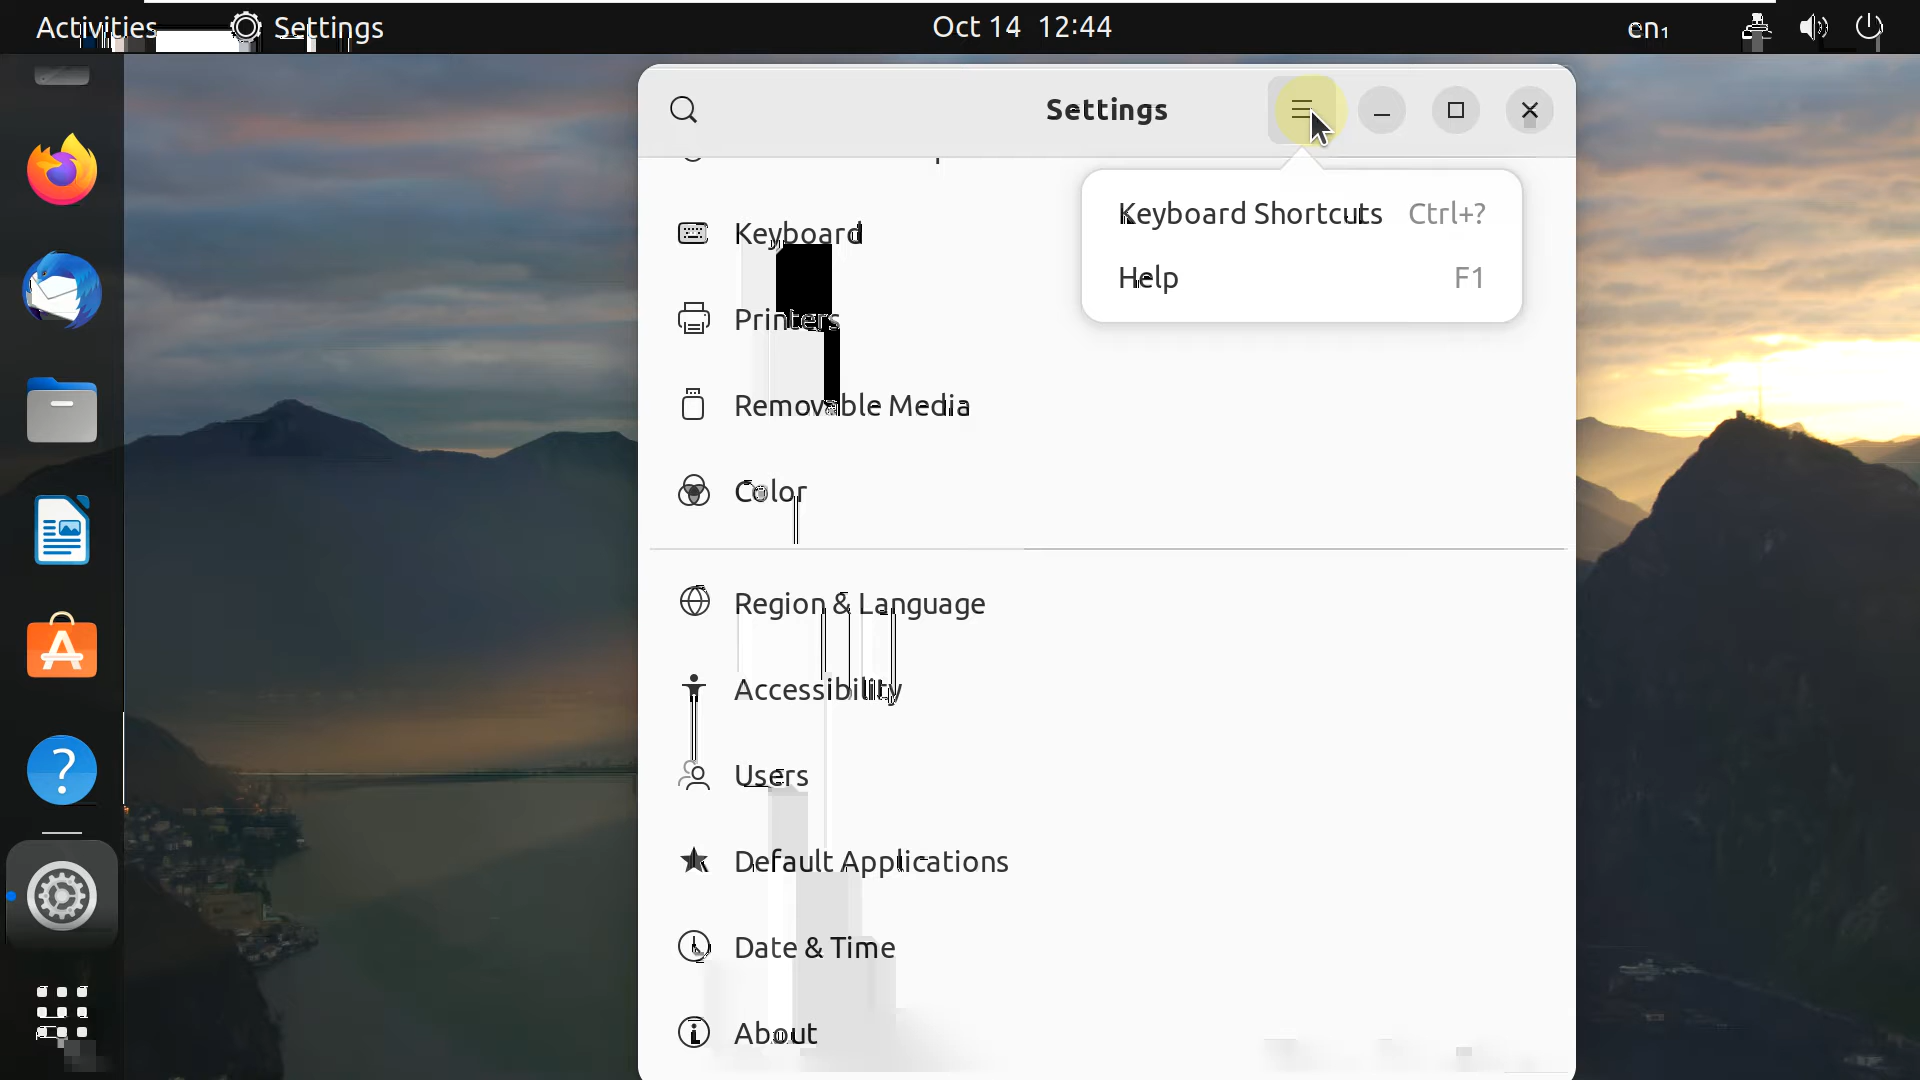 Activities Settings Oct 14 12:44 en₁
Settings
Keyboard Shortcuts Ctrl+?
Help F1
Keyboard
Printers
Removable Media
Color
Region & Language
Accessibility
Users
Default Applications
Date & Time
About